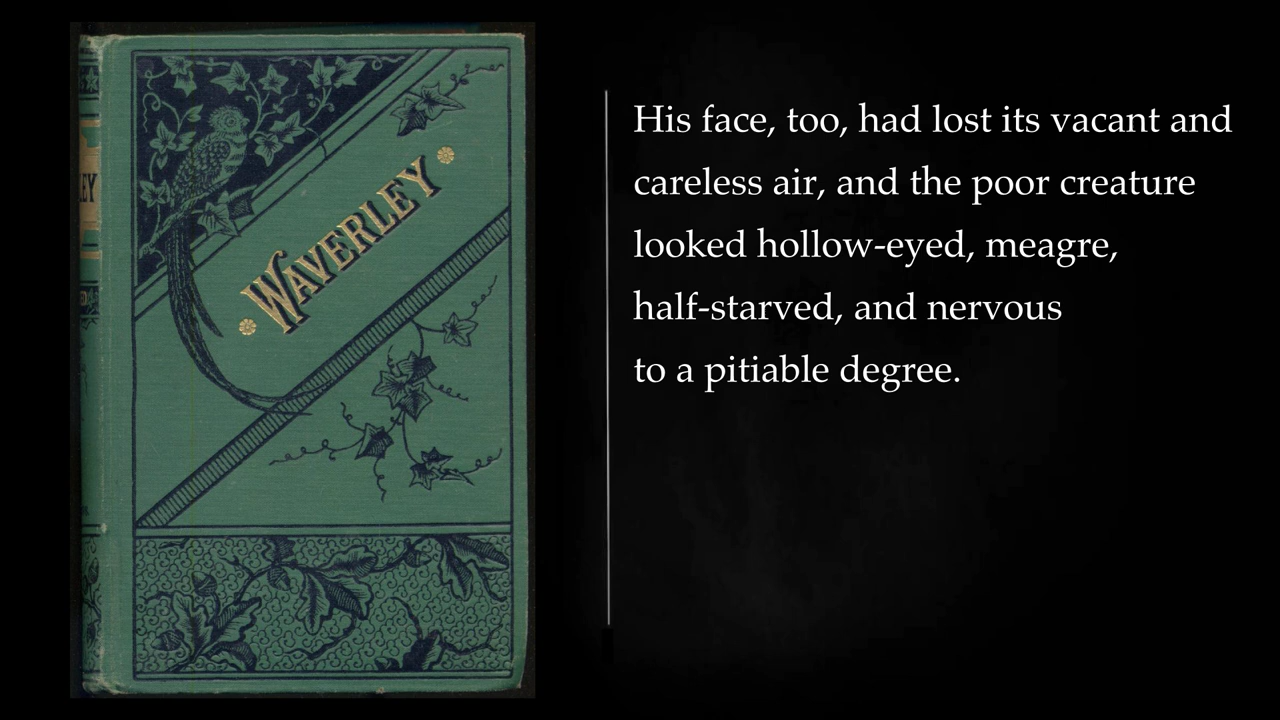 WAVERLEY
His face, too, had lost its vacant and
careless air, and the poor creature
looked hollow-eyed, meagre,
half-starved, and nervous
to a pitiable degree.